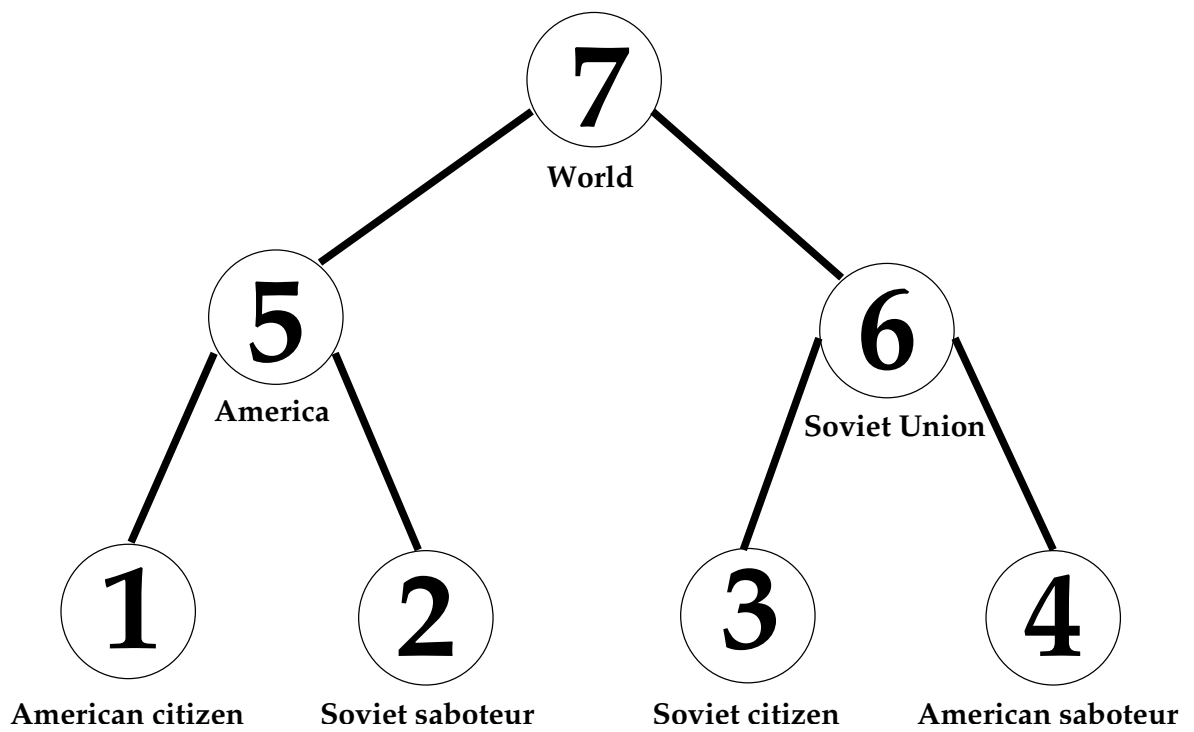 7
World
5
6
America
Soviet Union
1
2
3
4
American citizen
Soviet saboteur
Soviet citizen
American saboteur